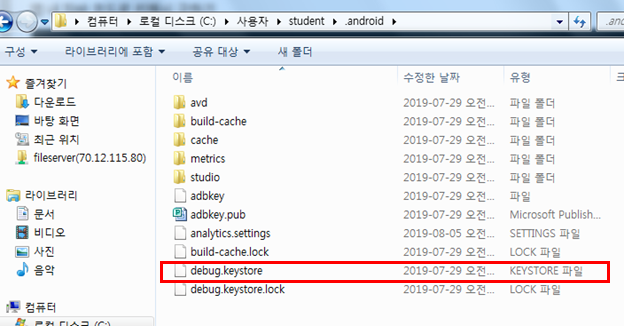 컴퓨터 ▸ 로컬 디스크 (C:) ▸ 사용자 ▸ student ▸ .android ▸
구성 ▾ 라이브러리에 포함 ▾ 공유 대상 ▾ 새 폴더
이름 수정한 날짜 유형
즐겨찾기
다운로드
바탕 화면
최근 위치
fileserver(70.12.115.80)
라이브러리
문서
비디오
사진
음악
컴퓨터
로컬 디스크 (C:)
avd 2019-07-29 오전... 파일 폴더
build-cache 2019-07-29 오전... 파일 폴더
cache 2019-07-29 오전... 파일 폴더
metrics 2019-07-29 오전... 파일 폴더
studio 2019-07-29 오전... 파일 폴더
adbkey 2019-07-29 오전... 파일
adbkey.pub 2019-07-29 오전... Microsoft Publish...
analytics.settings 2019-08-05 오전... SETTINGS 파일
build-cache.lock 2019-07-29 오전... LOCK 파일
debug.keystore 2019-07-29 오전... KEYSTORE 파일
debug.keystore.lock 2019-07-29 오전... LOCK 파일